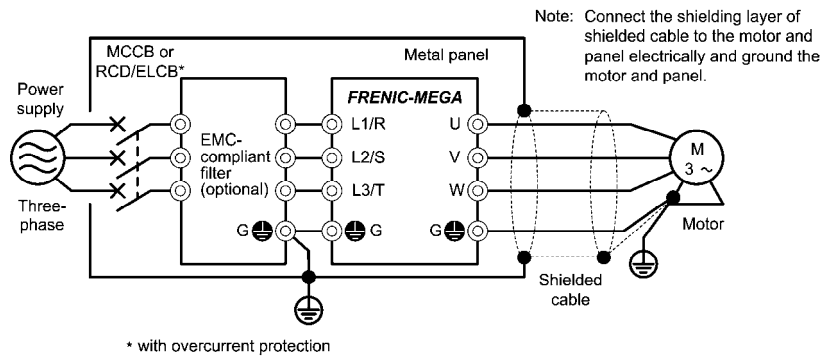 Note: Connect the shielding layer of
shielded cable to the motor and
panel electrically and ground the
motor and panel.
MCCB or
RCD/ELCB*
Metal panel
Power
supply
FRENIC-MEGA
EMC-
compliant
filter
(optional)
L1/R
L2/S
L3/T
U
V
W
M
3 ~
Three-
phase
G
G
G
Motor
Shielded
cable
* with overcurrent protection